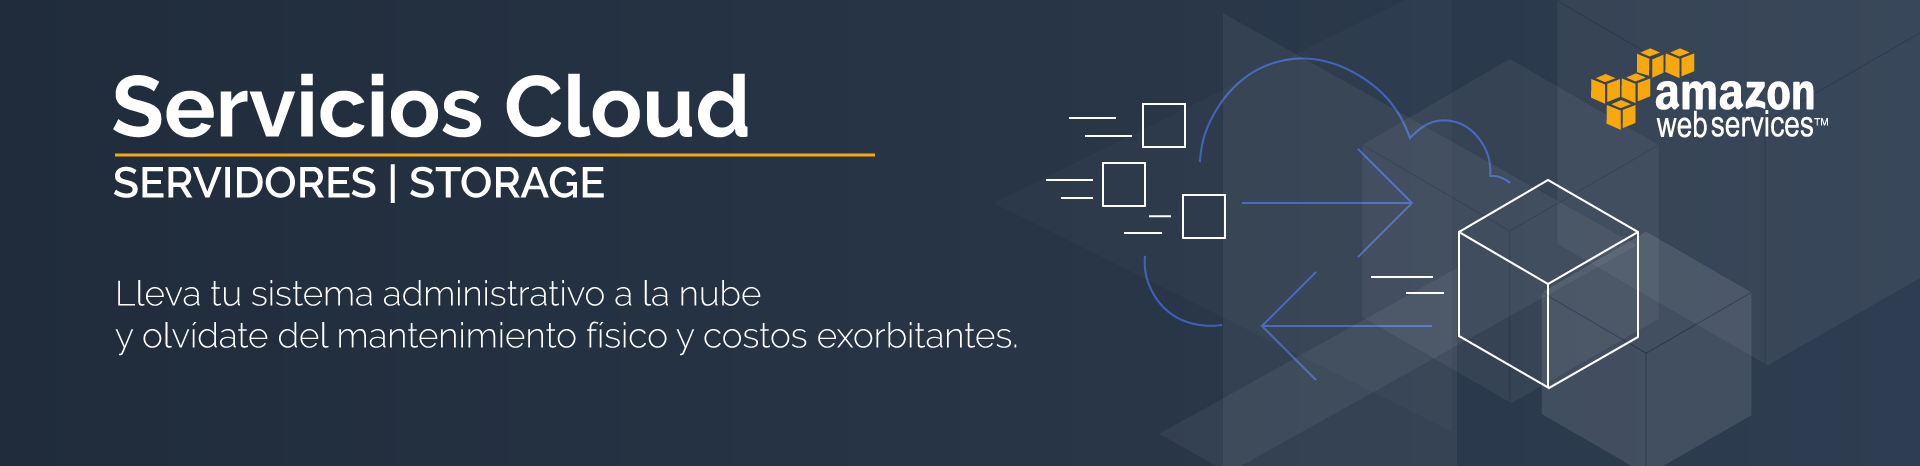 Servicios Cloud
SERVIDORES | STORAGE
Lleva tu sistema administrativo a la nube
y olvídate del mantenimiento físico y costos exorbitantes.
amazon
web services™